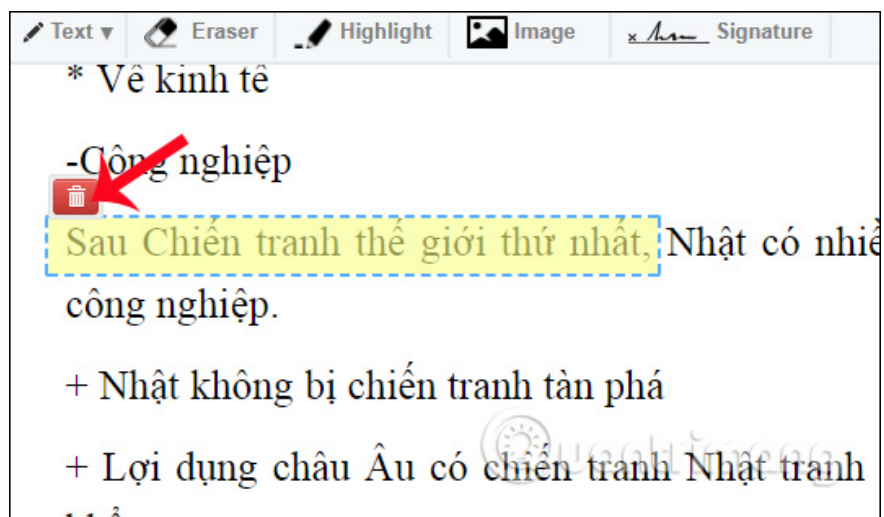 Text ▾ Eraser Highlight Image Signature
* Về kinh tế
-Công nghiệp
Sau Chiến tranh thế giới thứ nhất, Nhật có nhiề
công nghiệp.
+ Nhật không bị chiến tranh tàn phá
Quantrimang
+ Lợi dụng châu Âu có chiến tranh Nhật tranh